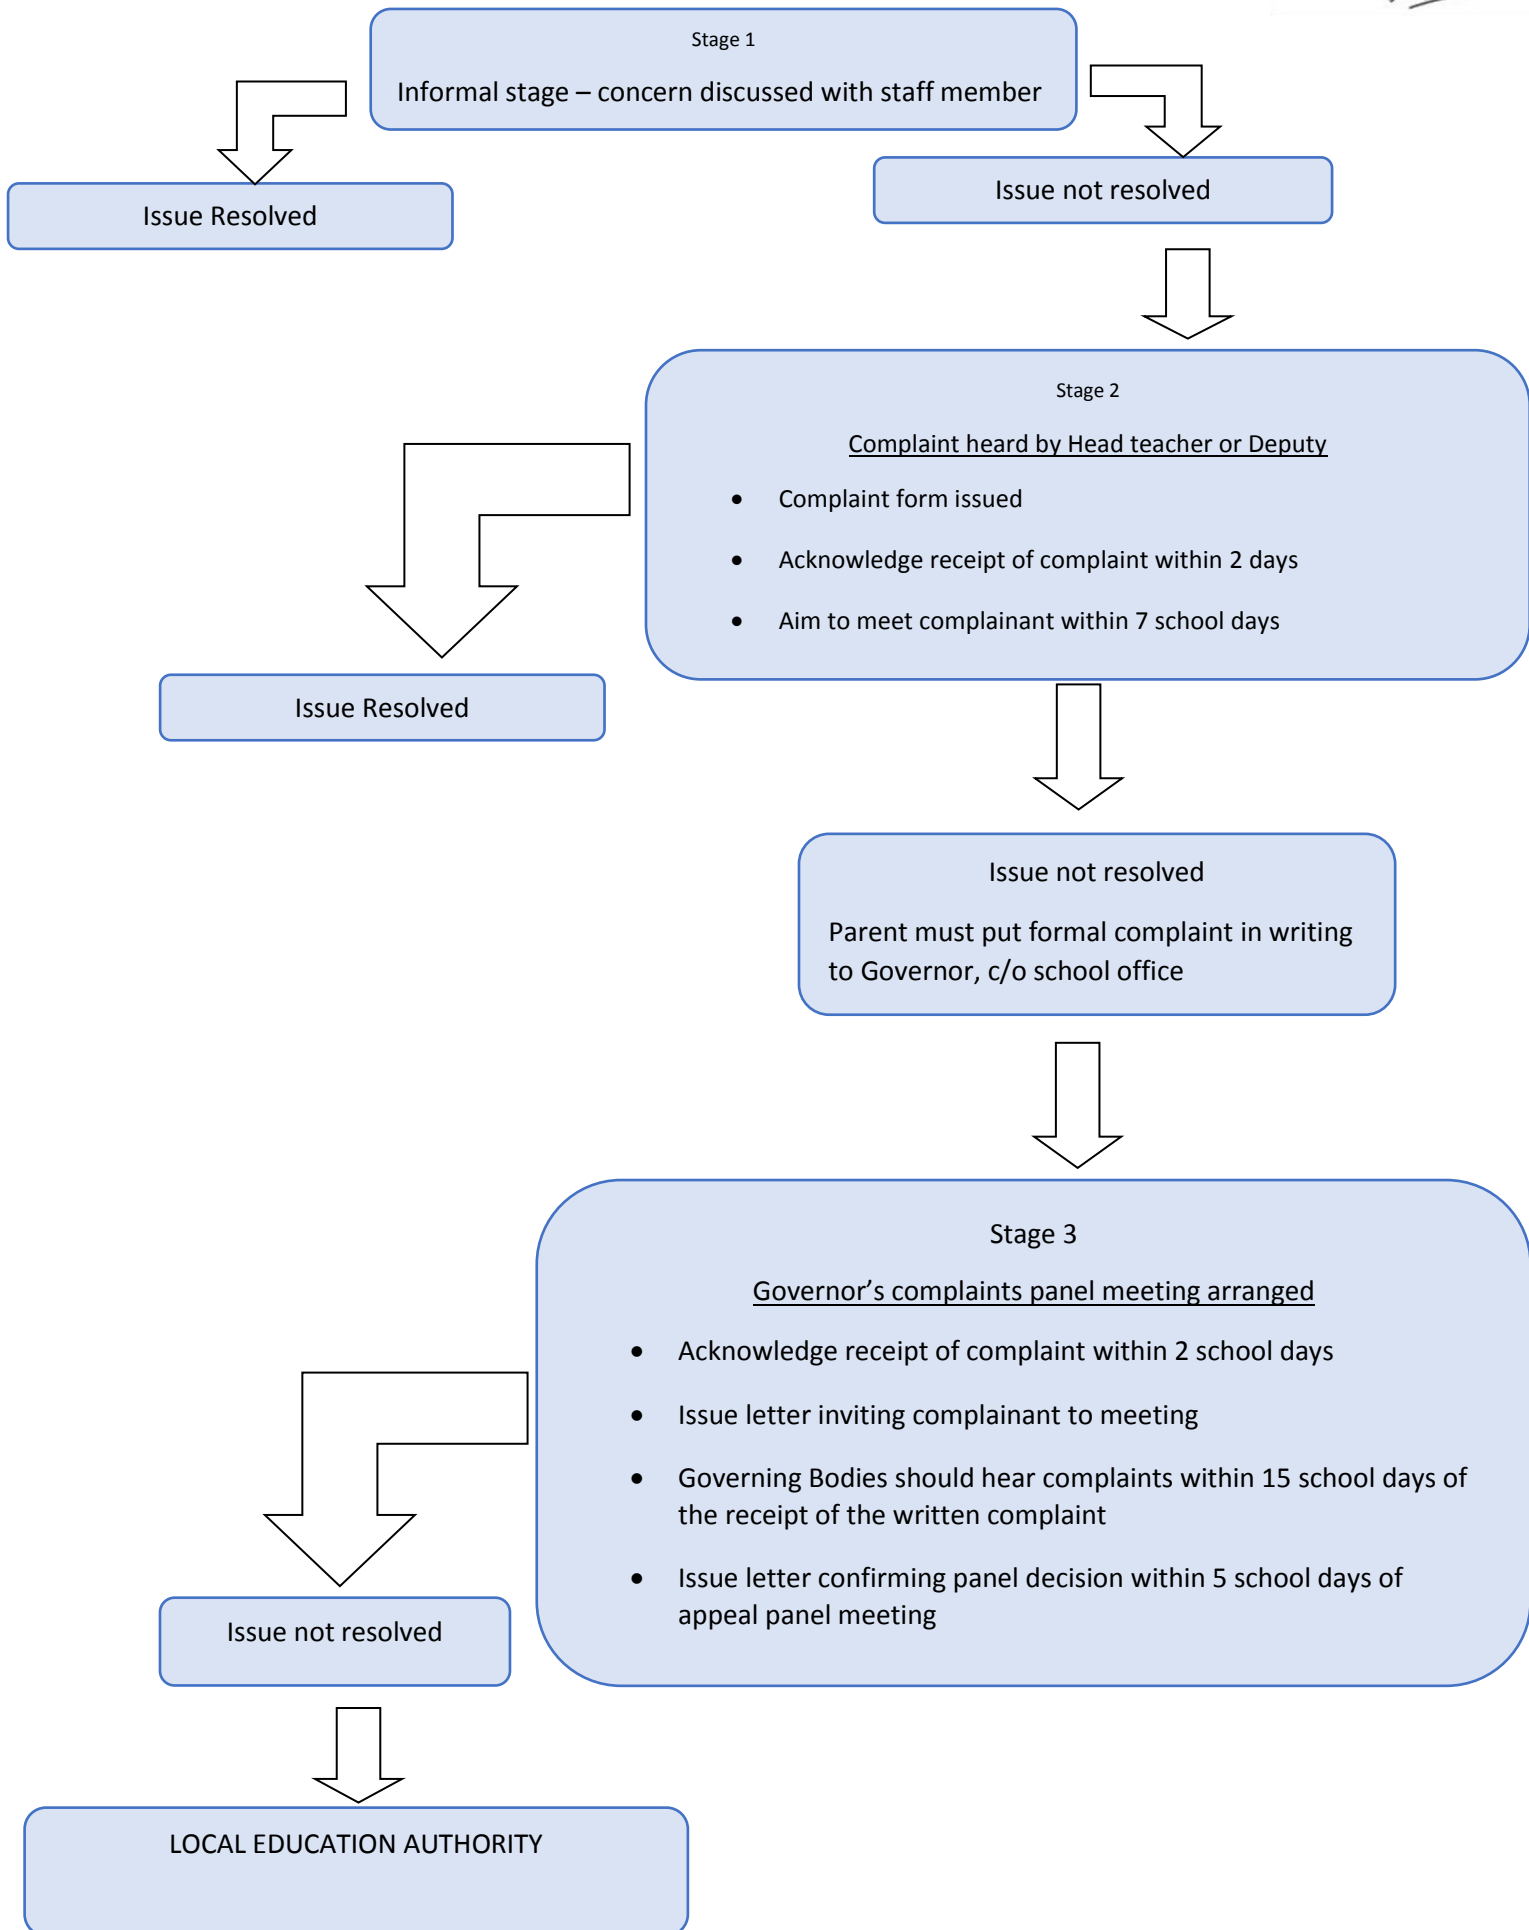 Stage 1
Informal stage – concern discussed with staff member
Issue Resolved
Issue not resolved
Stage 2
Complaint heard by Head teacher or Deputy
• Complaint form issued
• Acknowledge receipt of complaint within 2 days
• Aim to meet complainant within 7 school days
Issue Resolved
Issue not resolved
Parent must put formal complaint in writing
to Governor, c/o school office
Stage 3
Governor’s complaints panel meeting arranged
• Acknowledge receipt of complaint within 2 school days
• Issue letter inviting complainant to meeting
• Governing Bodies should hear complaints within 15 school days of
the receipt of the written complaint
• Issue letter confirming panel decision within 5 school days of
appeal panel meeting
Issue not resolved
LOCAL EDUCATION AUTHORITY